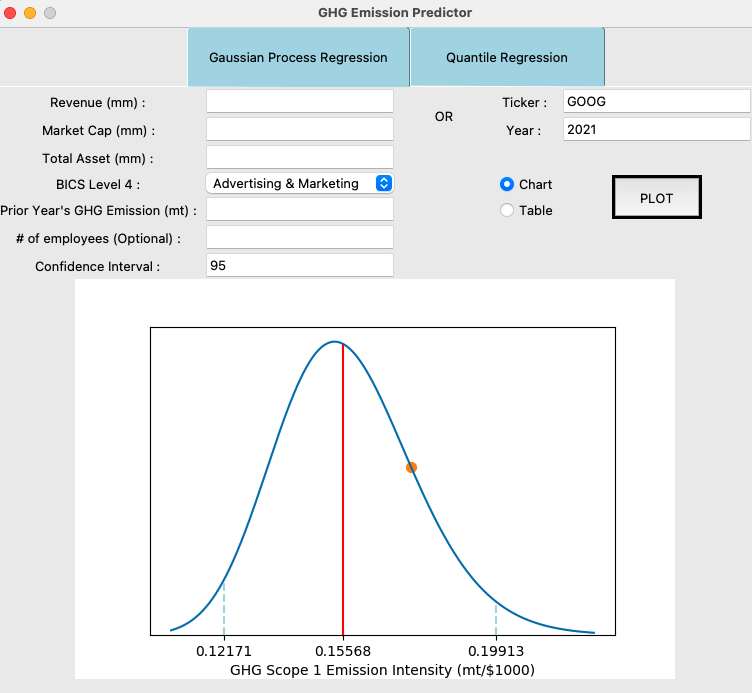 GHG Emission Predictor
Gaussian Process Regression
Quantile Regression
Revenue (mm) :
OR
Ticker : GOOG
Market Cap (mm) :
Year : 2021
Total Asset (mm) :
BICS Level 4 : Advertising & Marketing
Chart
PLOT
Prior Year's GHG Emission (mt) :
Table
# of employees (Optional) :
Confidence Interval : 95
0.12171 0.15568 0.19913
GHG Scope 1 Emission Intensity (mt/$1000)